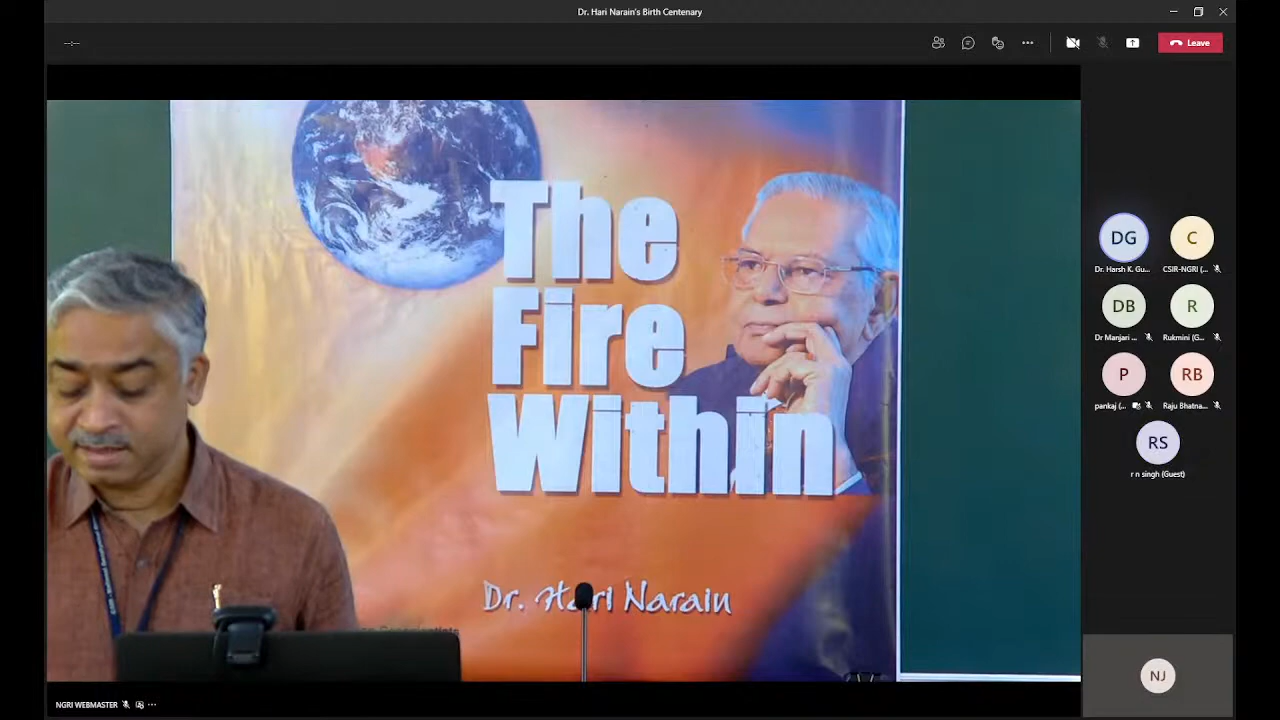 Dr. Hari Narain's Birth Centenary
Leave
The
Fire
Within
Dr. Hari Narain
DG
C
Dr. Harsh K. Gu...
CSIR-NGRI (...
DB
R
Dr Manjari ...
Rukmini (G...
P
RB
pankaj (...
Raju Bhatna...
RS
r n singh (Guest)
NJ
NGRI WEBMASTER